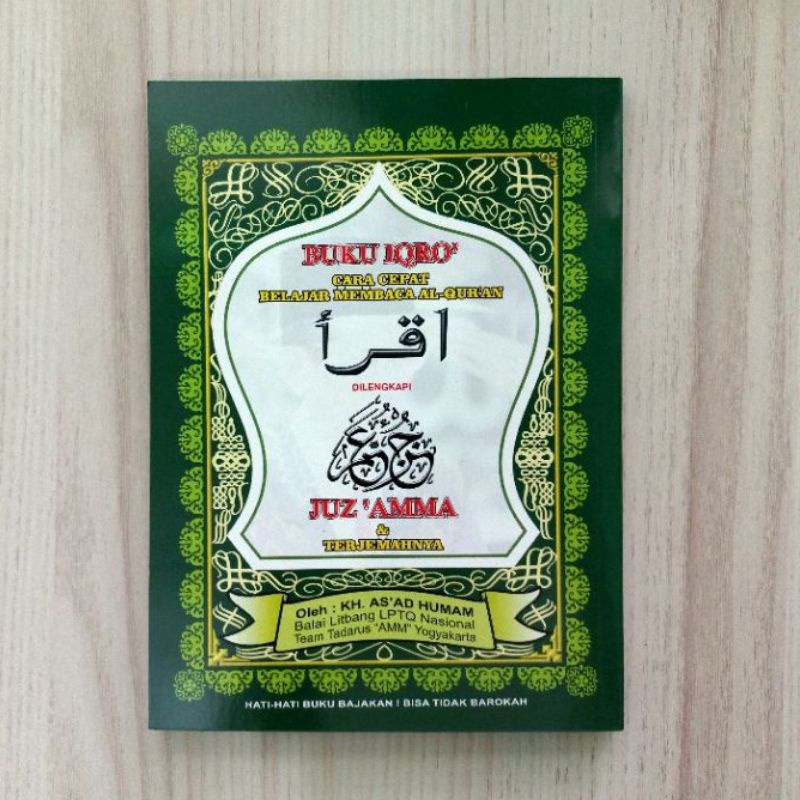 BUKU IQRO'
CARA CEPAT
BELAJAR MEMBACA AL-QUR'AN
اقرأ
DILENGKAPI
جزء عم
JUZ 'AMMA
&
TERJEMAHNYA
Oleh : KH. AS'AD HUMAM
Balai Litbang LPTQ Nasional
Team Tadarus "AMM" Yogyakarta
HATI-HATI BUKU BAJAKAN ! BISA TIDAK BAROKAH